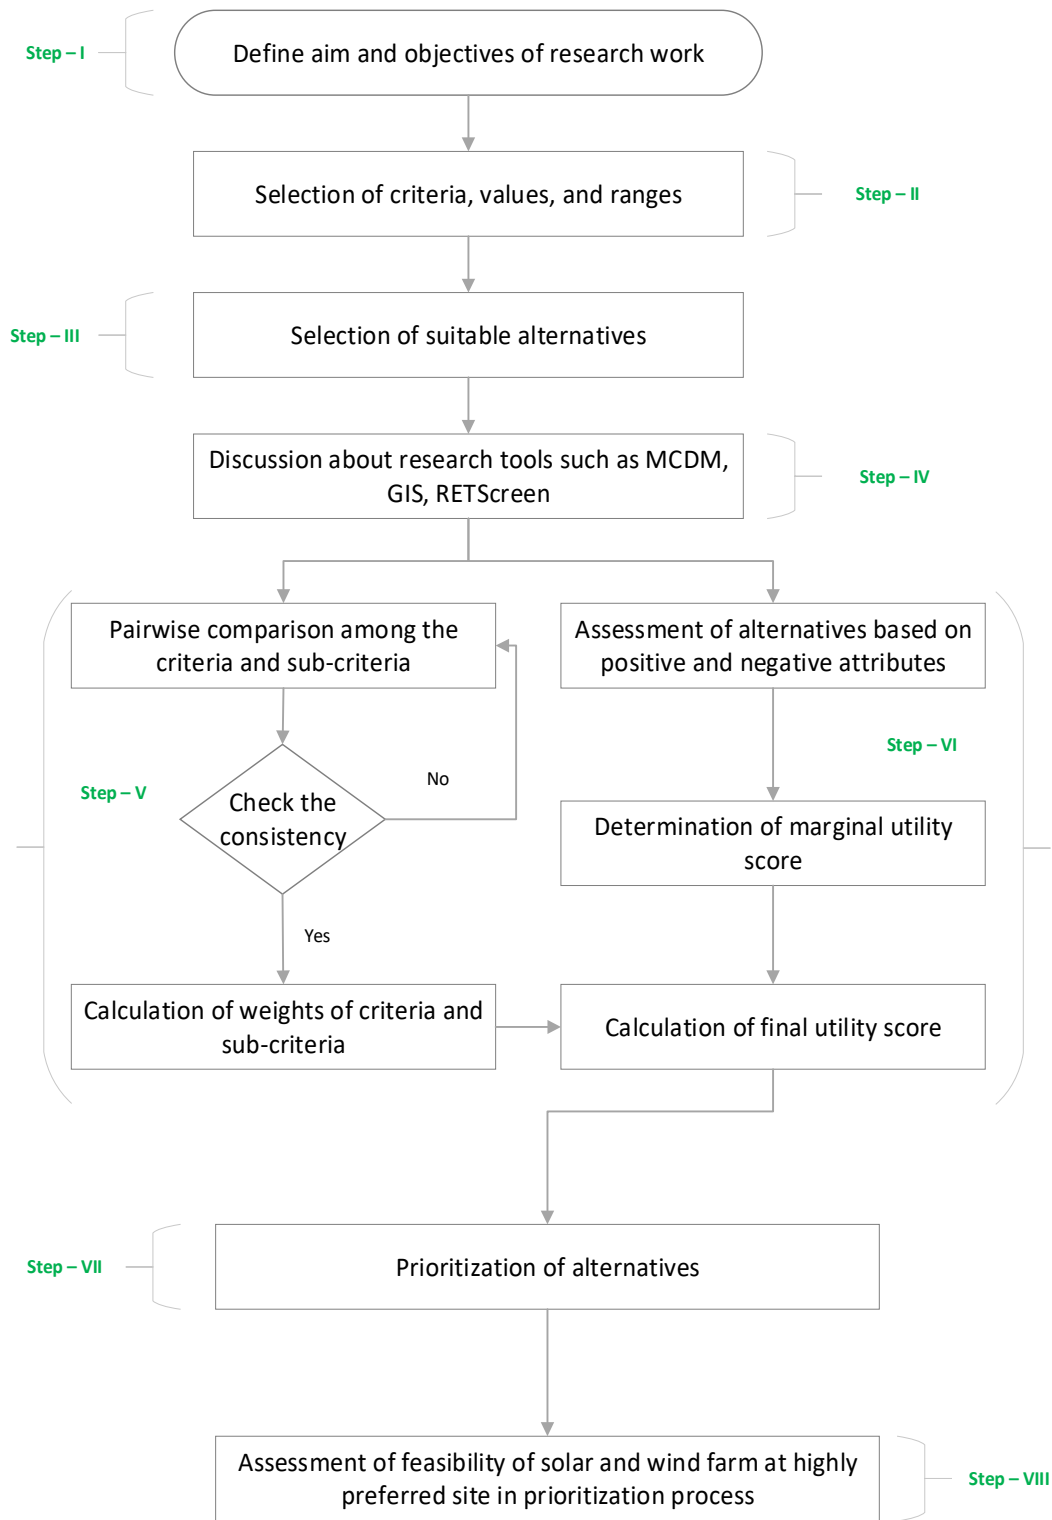 Step – I
Define aim and objectives of research work
Selection of criteria, values, and ranges
Step – II
Step – III
Selection of suitable alternatives
Discussion about research tools such as MCDM,
GIS, RETScreen
Step – IV
Pairwise comparison among the
criteria and sub-criteria
Assessment of alternatives based on
positive and negative attributes
Step – V
Check the
consistency
No
Yes
Step – VI
Determination of marginal utility
score
Calculation of weights of criteria and
sub-criteria
Calculation of final utility score
Step – VII
Prioritization of alternatives
Assessment of feasibility of solar and wind farm at highly
preferred site in prioritization process
Step – VIII